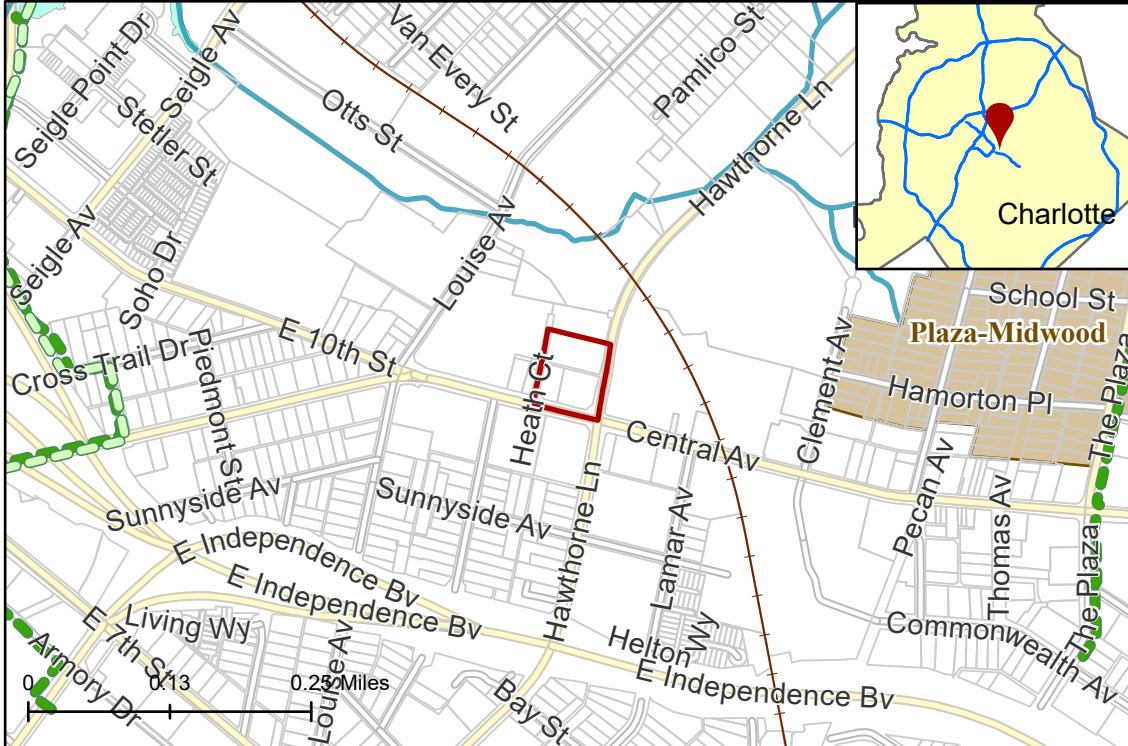 Seigle Point Dr
Seigle Av
Van Every St
Pamlico St
Stetler St
Otts St
Hawthorne Ln
Charlotte
Seigle Av
Soho Dr
Louise Av
School St
Plaza-Midwood
E 10th St
Cross Trail Dr
Piedmont St
Heath Ct
Clement Av
Hamorton Pl
The Plaza
Central Av
Sunnyside Av
Sunnyside Av
Hawthorne Ln
Lamar Av
Pecan Av
Thomas Av
The Plaza
E Independence Bv
E Independence Bv
Living Wy
E 7th St
Armory Dr
Louise Av
Helton Wy
Commonwealth Av
E Independence Bv
Bay St
0 0.13 0.25 Miles